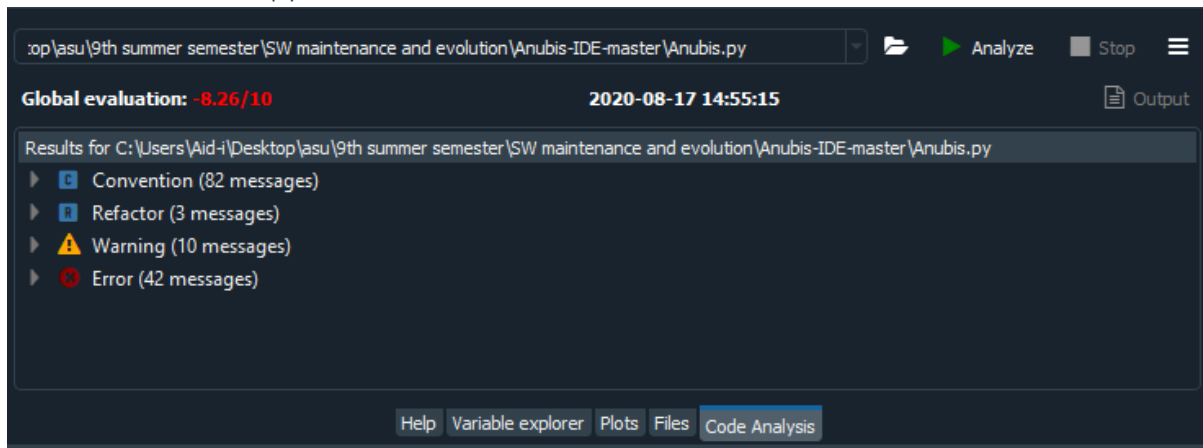 :op\asu\9th summer semester\SW maintenance and evolution\Anubis-IDE-master\Anubis.py Analyze Stop
Global evaluation: -8.26/10 2020-08-17 14:55:15 Output
Results for C:\Users\Aid-i\Desktop\asu\9th summer semester\SW maintenance and evolution\Anubis-IDE-master\Anubis.py
C Convention (82 messages)
R Refactor (3 messages)
Warning (10 messages)
Error (42 messages)
Help Variable explorer Plots Files Code Analysis